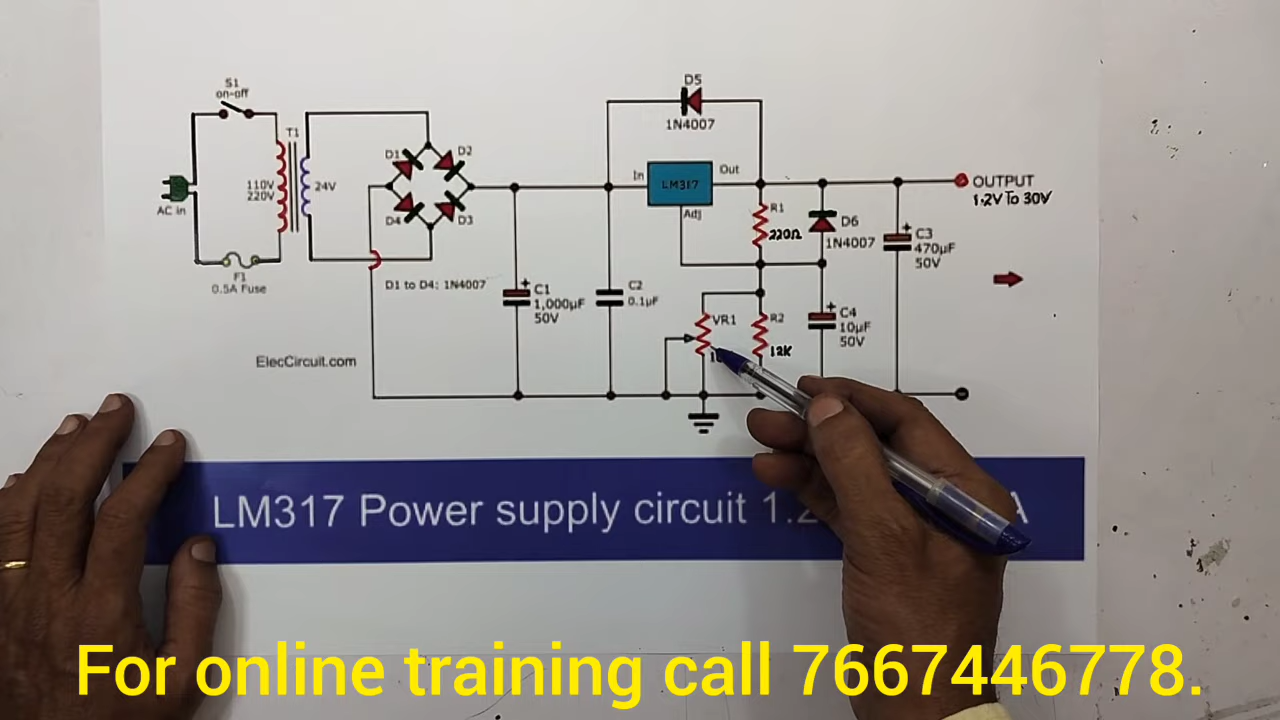 S1
on-off
T1
110V
220V
24V
AC in
F1
0.5A Fuse
D1
D2
D4
D3
D1 to D4: 1N4007
ElecCircuit.com
C1
1,000µF
50V
C2
0.1µF
D5
1N4007
In
LM317
Out
Adj
R1
220Ω
D6
1N4007
VR1
R2
12K
C4
10µF
50V
C3
470µF
50V
OUTPUT
1.2V To 30V
LM317 Power supply circuit
For online training call 7667446778.